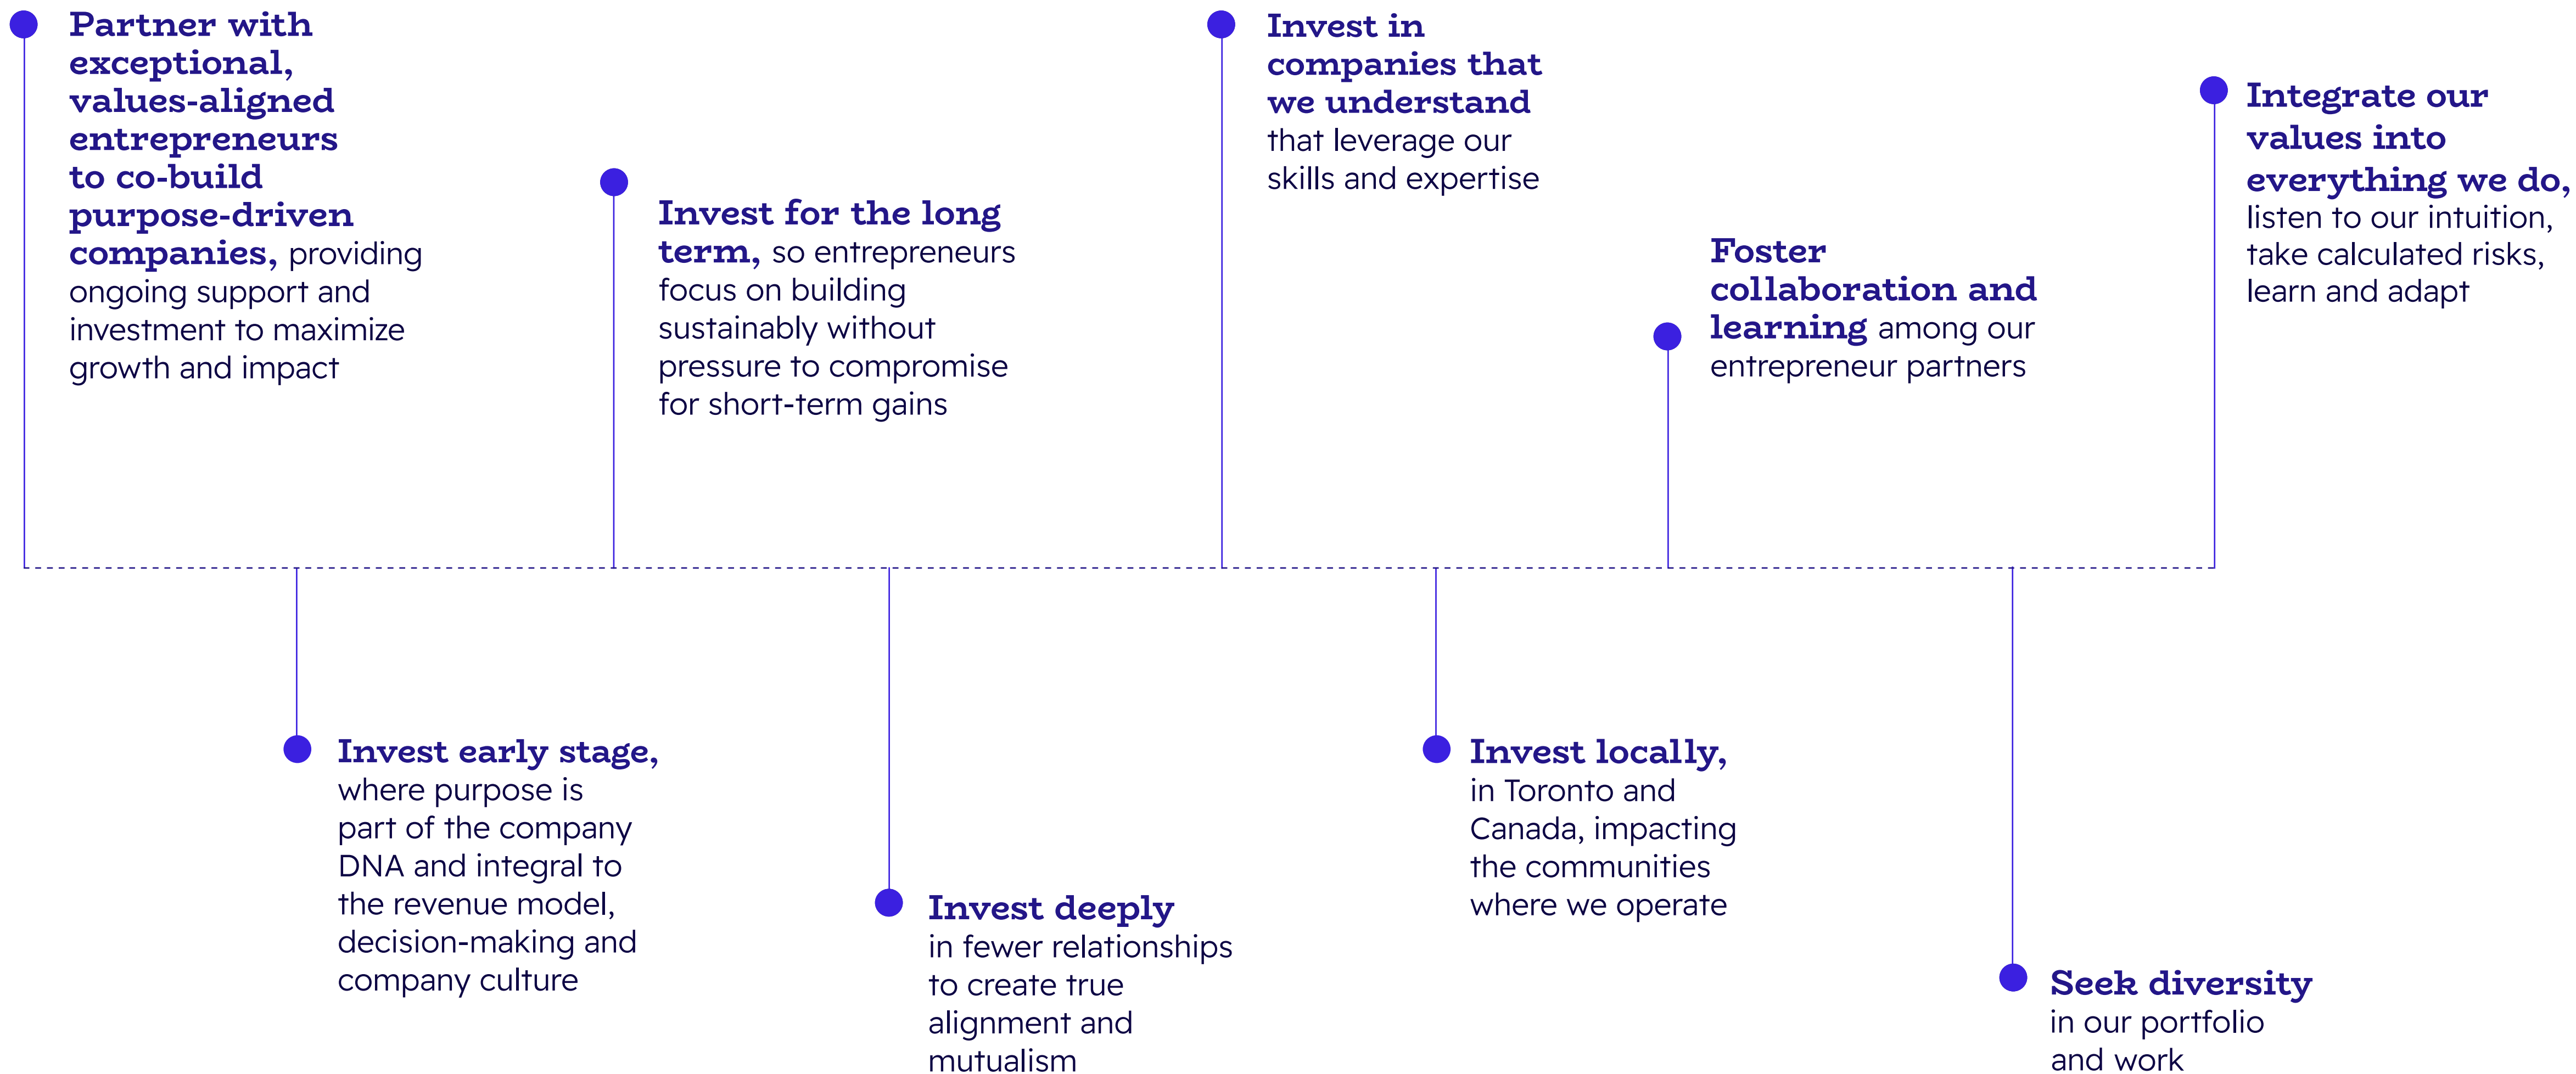 Partner with
exceptional,
values-aligned
entrepreneurs
to co-build
purpose-driven
companies, providing
ongoing support and
investment to maximize
growth and impact
Invest early stage,
where purpose is
part of the company
DNA and integral to
the revenue model,
decision-making and
company culture
Invest for the long
term, so entrepreneurs
focus on building
sustainably without
pressure to compromise
for short-term gains
Invest deeply
in fewer relationships
to create true
alignment and
mutualism
Invest in
companies that
we understand
that leverage our
skills and expertise
Invest locally,
in Toronto and
Canada, impacting
the communities
where we operate
Foster
collaboration and
learning among our
entrepreneur partners
Seek diversity
in our portfolio
and work
Integrate our
values into
everything we do,
listen to our intuition,
take calculated risks,
learn and adapt